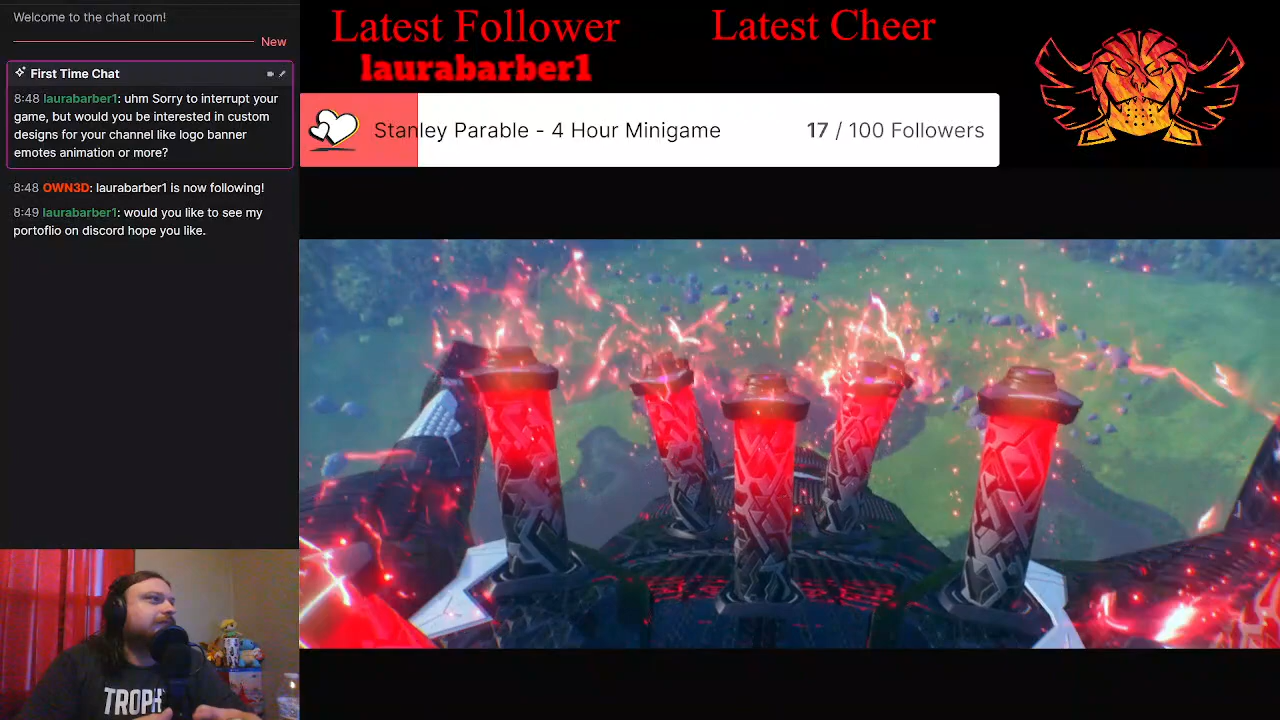 Welcome to the chat room!
New
First Time Chat
8:48 laurabarber1: uhm Sorry to interrupt your
game, but would you be interested in custom
designs for your channel like logo banner
emotes animation or more?
8:48 OWN3D: laurabarber1 is now following!
8:49 laurabarber1: would you like to see my
portoflio on discord hope you like.
Latest Follower
laurabarber1
Latest Cheer
Stanley Parable - 4 Hour Minigame
17 / 100 Followers
TROPH